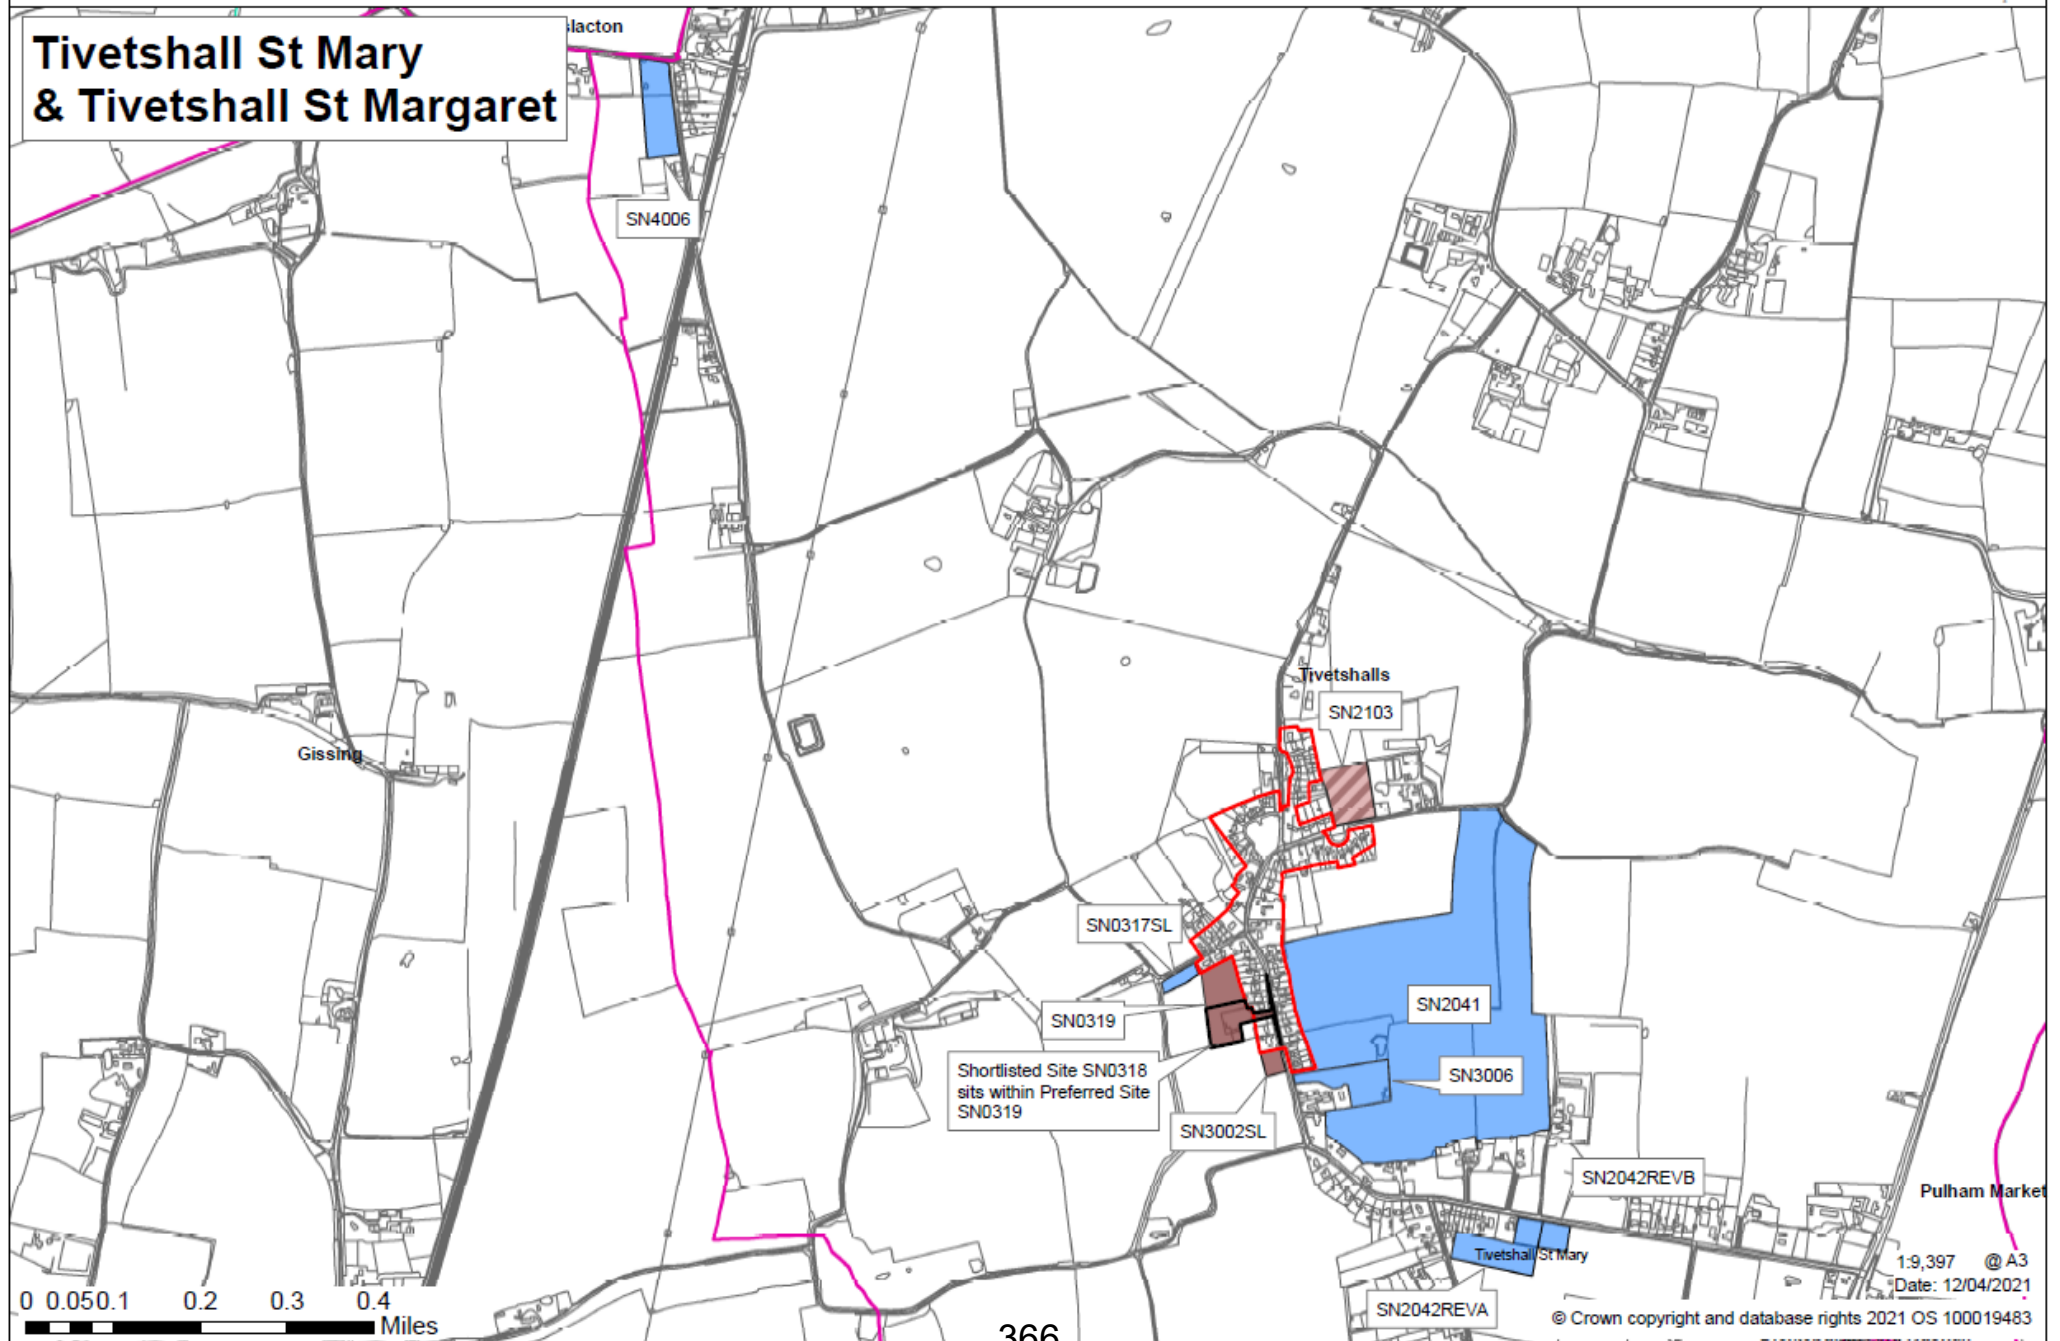 Tivetshall St Mary
& Tivetshall St Margaret
slacton
SN4006
Tivetshalls
SN2103
Gissing
SN0317SL
SN2041
SN0319
Shortlisted Site SN0318
sits within Preferred Site
SN0319
SN3006
SN3002SL
SN2042REVB
Pulham Market
Tivetshall St Mary
SN2042REVA
1:9,397 @ A3
Date: 12/04/2021
0 0.05 0.1 0.2 0.3 0.4
Miles
© Crown copyright and database rights 2021 OS 100019483
366